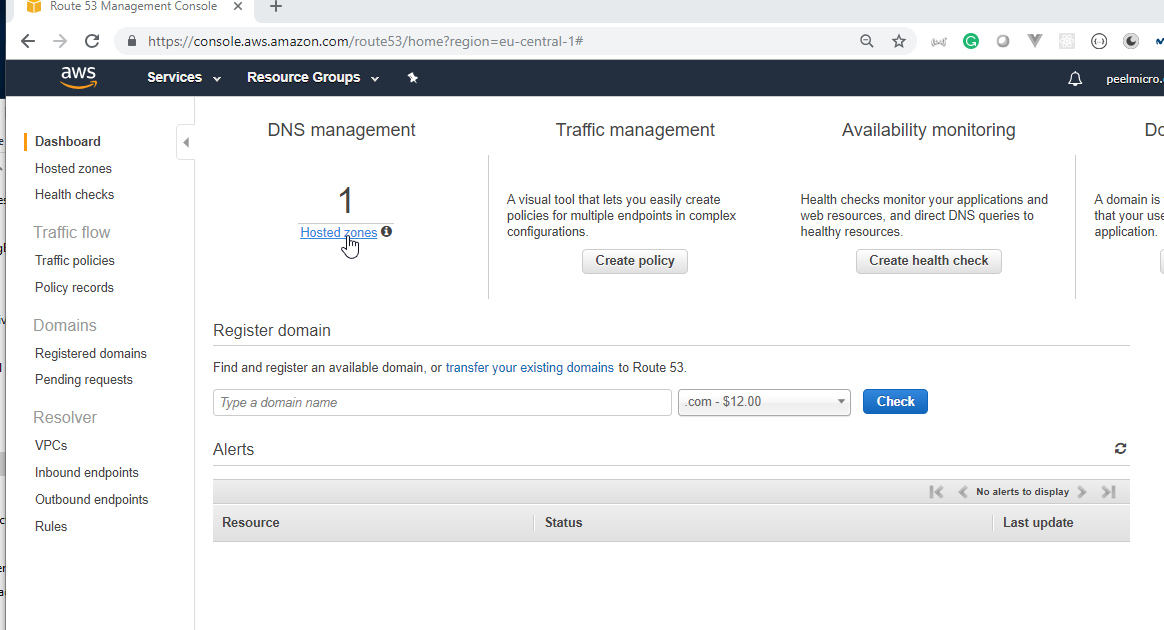 Route 53 Management Console
https://console.aws.amazon.com/route53/home?region=eu-central-1#
aws
Services
Resource Groups
peelmicro.
Dashboard
Hosted zones
Health checks
Traffic flow
Traffic policies
Policy records
Domains
Registered domains
Pending requests
Resolver
VPCs
Inbound endpoints
Outbound endpoints
Rules
DNS management
1
Hosted zones
Traffic management
A visual tool that lets you easily create
policies for multiple endpoints in complex
configurations.
Create policy
Availability monitoring
Health checks monitor your applications and
web resources, and direct DNS queries to
healthy resources.
Create health check
Do
A domain is
that your use
application.
Register domain
Find and register an available domain, or transfer your existing domains to Route 53.
Type a domain name
.com - $12.00
Check
Alerts
No alerts to display
Resource
Status
Last update